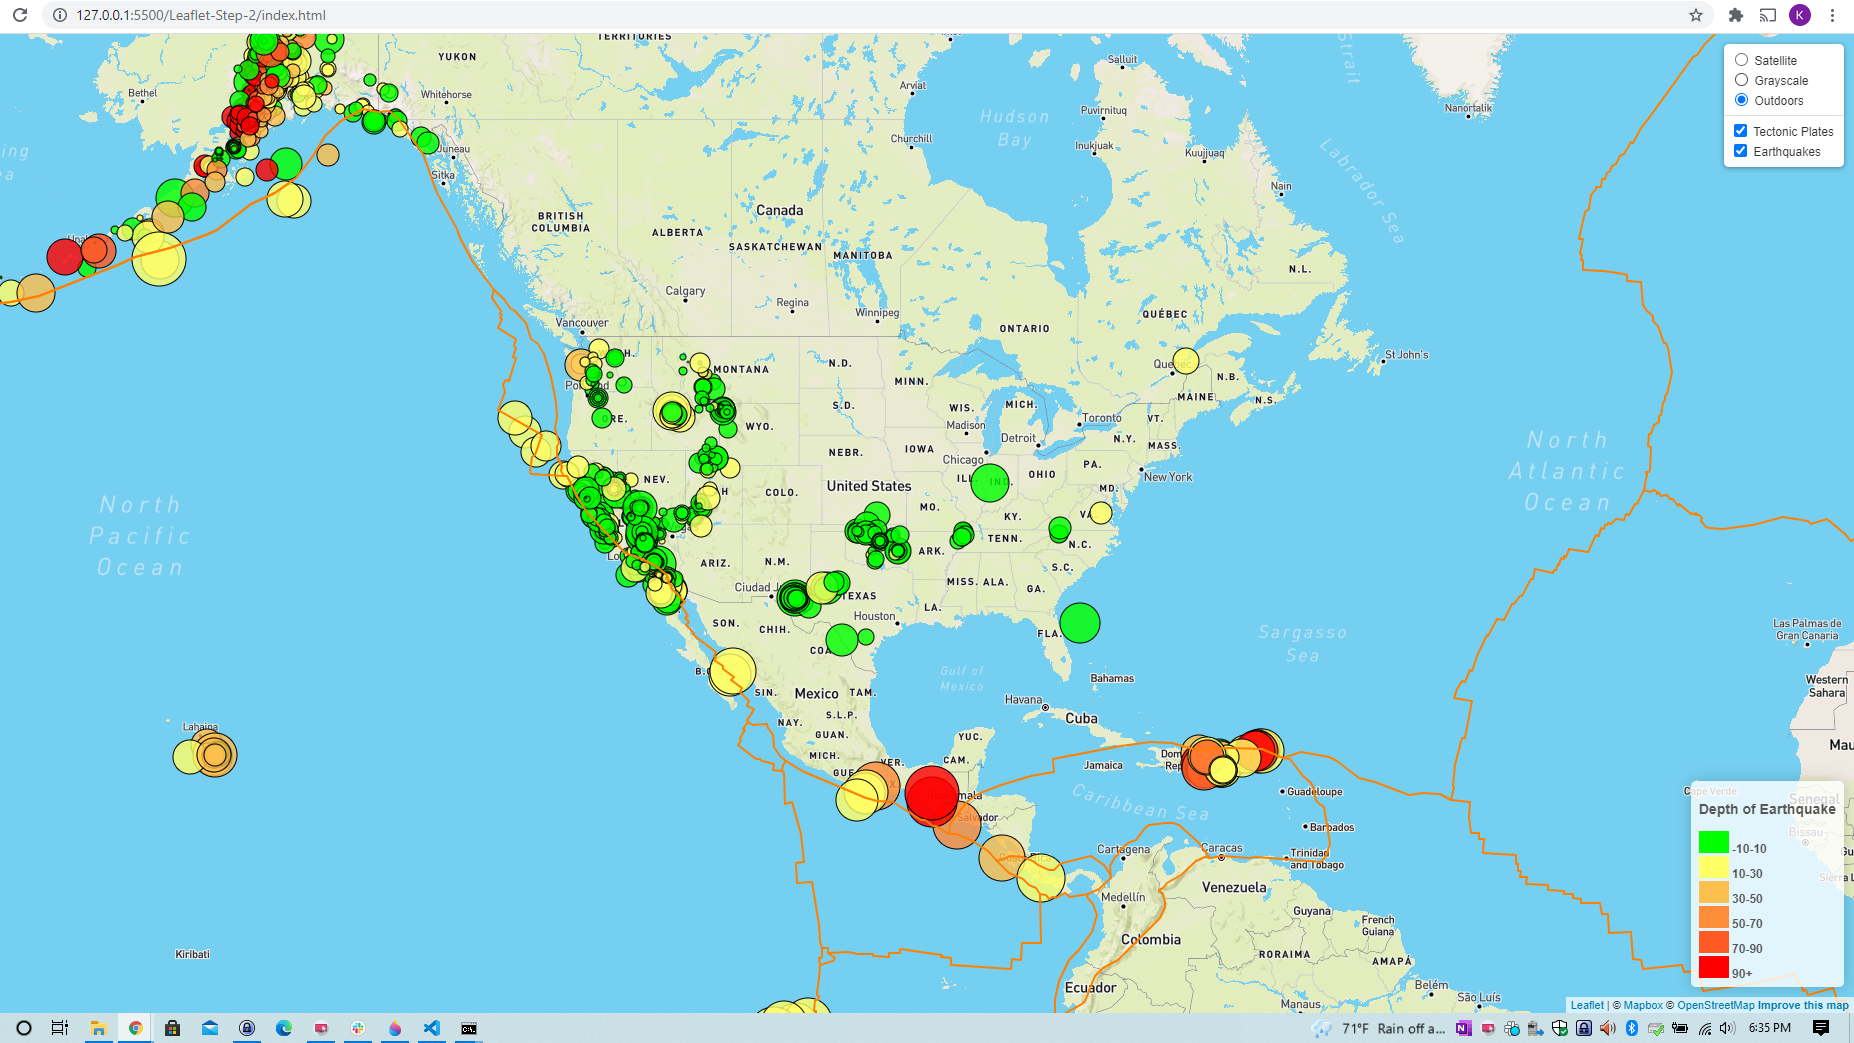 127.0.0.1:5500/Leaflet-Step-2/index.html
K
Satellite
Grayscale
Outdoors
Tectonic Plates
Earthquakes
TERRITORIES
YUKON
Bethel
Whitehorse
Juneau
Sitka
Arviat
Churchill
Salluit
Puvirnituq
Inukjuak
Kuujjuaq
Nain
Nanortalik
Strait
Hudson
Bay
Labrador Sea
BRITISH
COLUMBIA
Canada
ALBERTA
SASKATCHEWAN
MANITOBA
N.L.
Calgary
Regina
Winnipeg
ONTARIO
QUÉBEC
Vancouver
St John's
N.B.
N.S.
MAINE
MONTANA
N.D.
MINN.
S.D.
WIS.
MICH.
Madison
Toronto
VT.
ORE.
WYO.
IOWA
NEBR.
Detroit
N.Y.
MASS.
Chicago
New York
NEV.
COLO.
United States
OHIO
PA.
MD.
MO.
KY.
ARK.
TENN.
N.C.
ARIZ.
N.M.
MISS.
ALA.
S.C.
GA.
TEXAS
LA.
Houston
SON.
CHIH.
FLA.
North
Pacific
Ocean
North
Atlantic
Ocean
Sargasso
Sea
Gulf of
Mexico
Bahamas
Las Palmas de
Gran Canaria
Western
Sahara
SIN.
Mexico
TAM.
Havana
Cuba
S.L.P.
NAY.
GUAN.
MICH.
YUC.
CAM.
Lahaina
Jamaica
Guadeloupe
Caribbean Sea
Barbados
Trinidad
and Tobago
Cartagena
Caracas
Medellín
Venezuela
Guyana
French
Guiana
Colombia
RORAIMA
AMAPÁ
Kiribati
Ecuador
Manaus
Belém
São Luís
Cape Verde
Senegal
Bissau
Depth of Earthquake
-10-10
10-30
30-50
50-70
70-90
90+
Leaflet | © Mapbox © OpenStreetMap Improve this map
71°F Rain off a...
6:35 PM